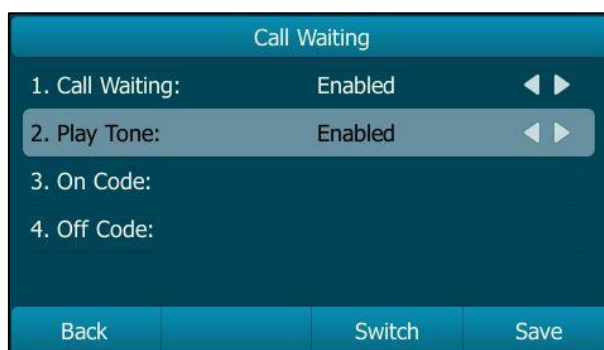 Call Waiting
1. Call Waiting: Enabled
2. Play Tone: Enabled
3. On Code:
4. Off Code:
Back Switch Save